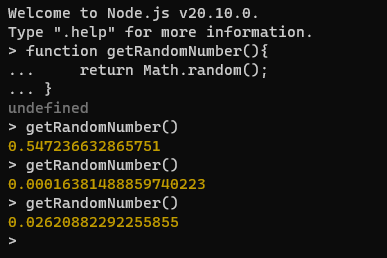 Welcome to Node.js v20.10.0.
Type ".help" for more information.
> function getRandomNumber(){
...     return Math.random();
... }
undefined
> getRandomNumber()
0.547236632865751
> getRandomNumber()
0.00016381488859740223
> getRandomNumber()
0.02620882292255855
>